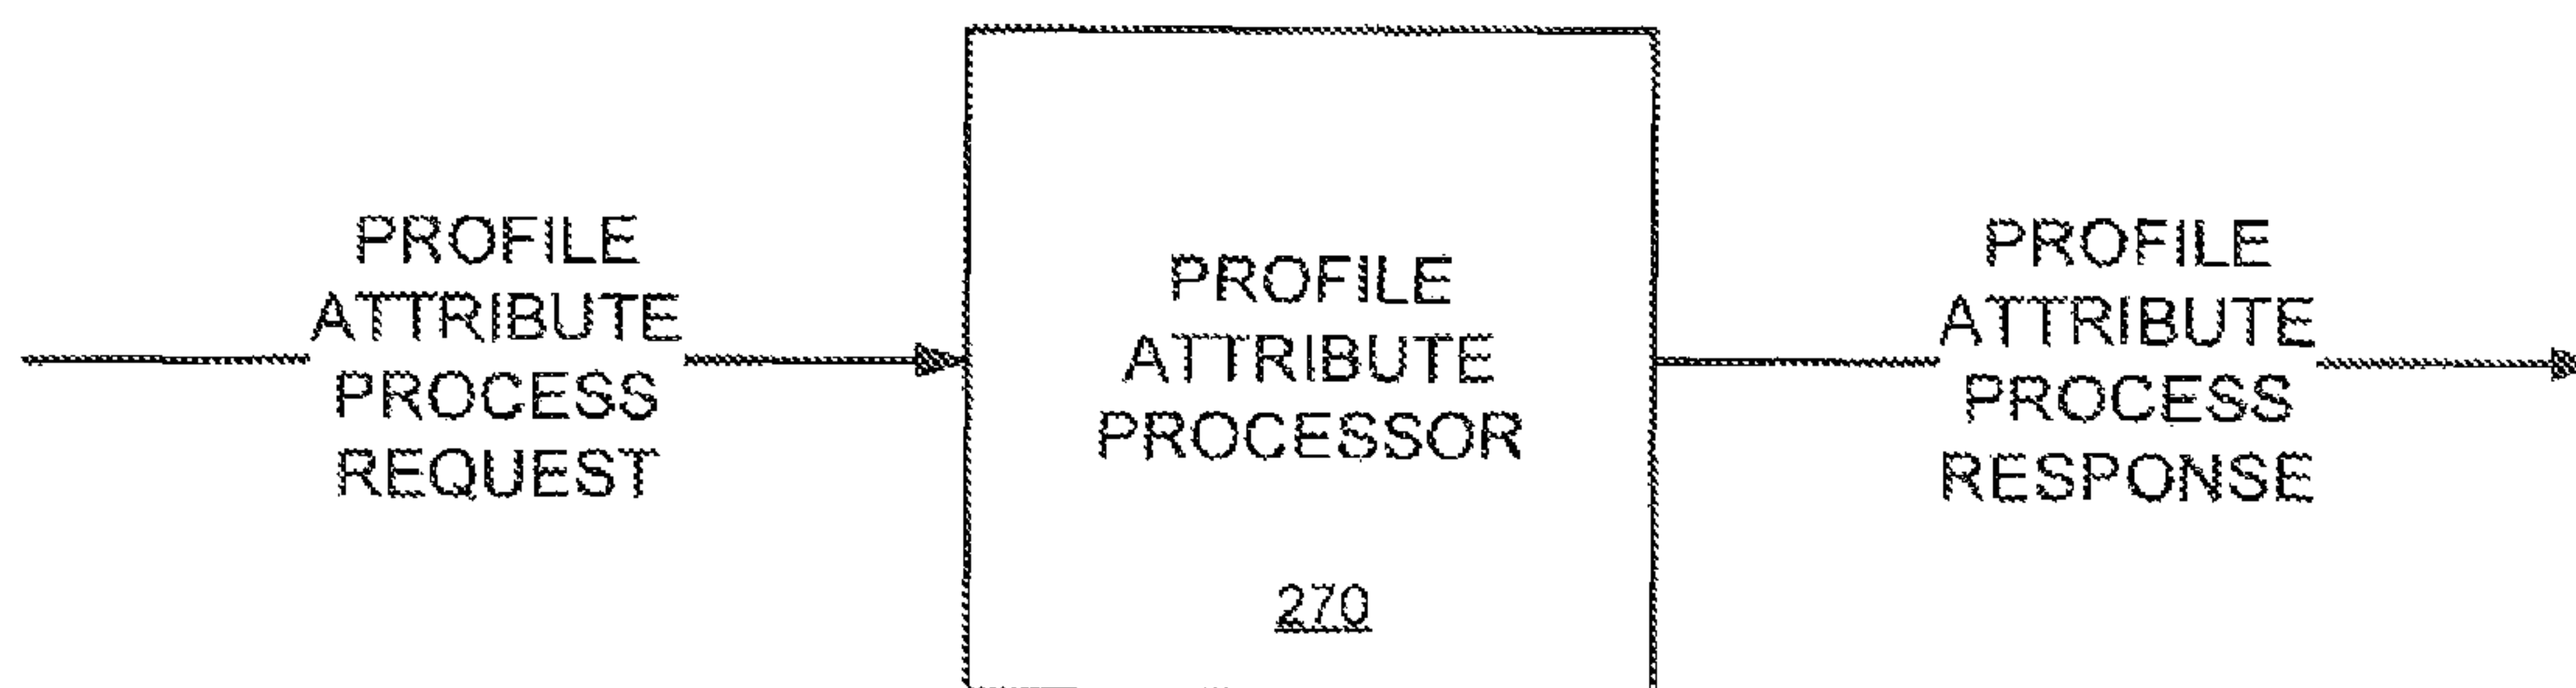 PROFILE
ATTRIBUTE
PROCESS
REQUEST
PROFILE
ATTRIBUTE
PROCESSOR
270
PROFILE
ATTRIBUTE
PROCESS
RESPONSE